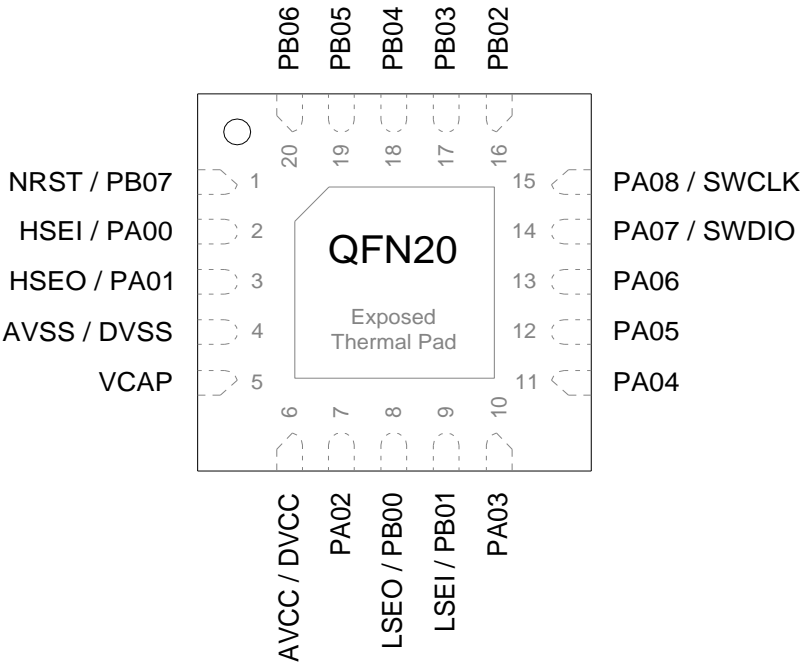 PB06
PB05
PB04
PB03
PB02
20
19
18
17
16
NRST / PB07
1
HSEI / PA00
2
HSEO / PA01
3
AVSS / DVSS
4
VCAP
5
QFN20
Exposed
Thermal Pad
15
PA08 / SWCLK
14
PA07 / SWDIO
13
PA06
12
PA05
11
PA04
6
7
8
9
10
AVCC / DVCC
PA02
LSEO / PB00
LSEI / PB01
PA03